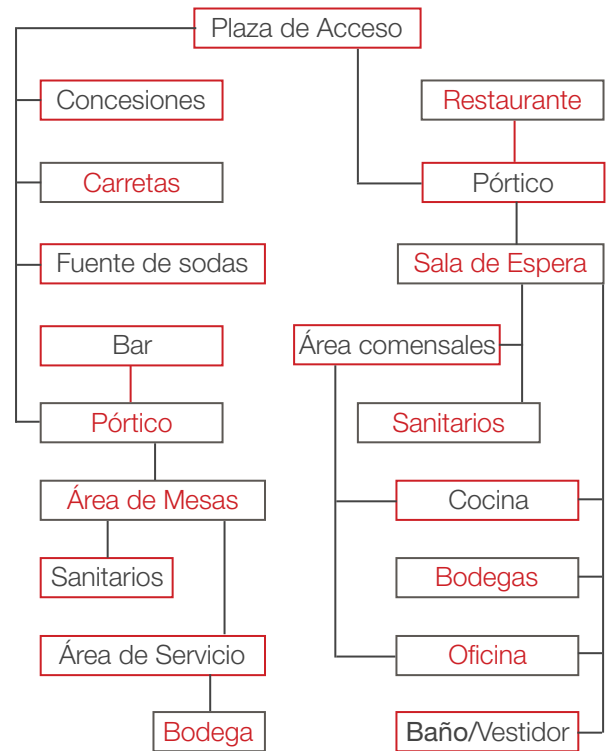 Plaza de Acceso
Concesiones
Carretas
Fuente de sodas
Bar
Pórtico
Área de Mesas
Sanitarios
Área de Servicio
Bodega
Restaurante
Pórtico
Sala de Espera
Área comensales
Sanitarios
Cocina
Bodegas
Oficina
Baño/Vestidor